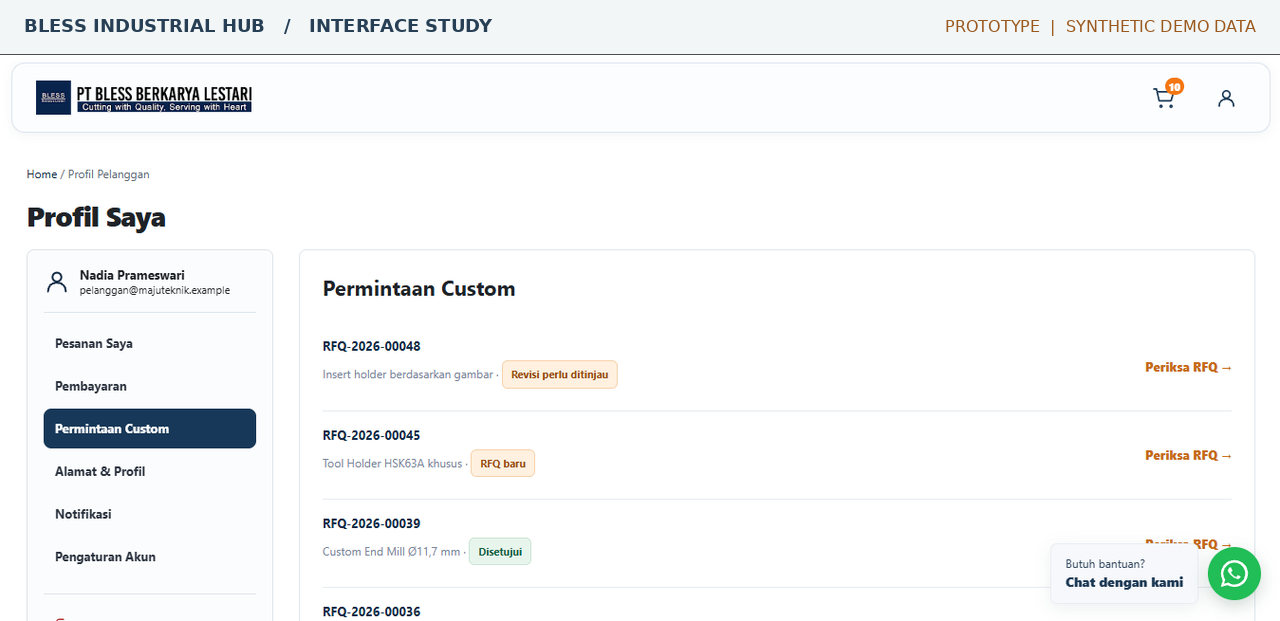 BLESS INDUSTRIAL HUB / INTERFACE STUDY
PROTOTYPE | SYNTHETIC DEMO DATA
BLESS
PT BLESS BERKARYA LESTARI
Cutting with Quality, Serving with Heart
10
Home / Profil Pelanggan
Profil Saya
Nadia Prameswari
pelanggan@majuteknik.example
Pesanan Saya
Pembayaran
Permintaan Custom
Alamat & Profil
Notifikasi
Pengaturan Akun
Permintaan Custom
RFQ-2026-00048
Insert holder berdasarkan gambar · Revisi perlu ditinjau
Periksa RFQ →
RFQ-2026-00045
Tool Holder HSK63A khusus · RFQ baru
Periksa RFQ →
RFQ-2026-00039
Custom End Mill Ø11,7 mm · Disetujui
Periksa RFQ →
RFQ-2026-00036
Butuh bantuan?
Chat dengan kami